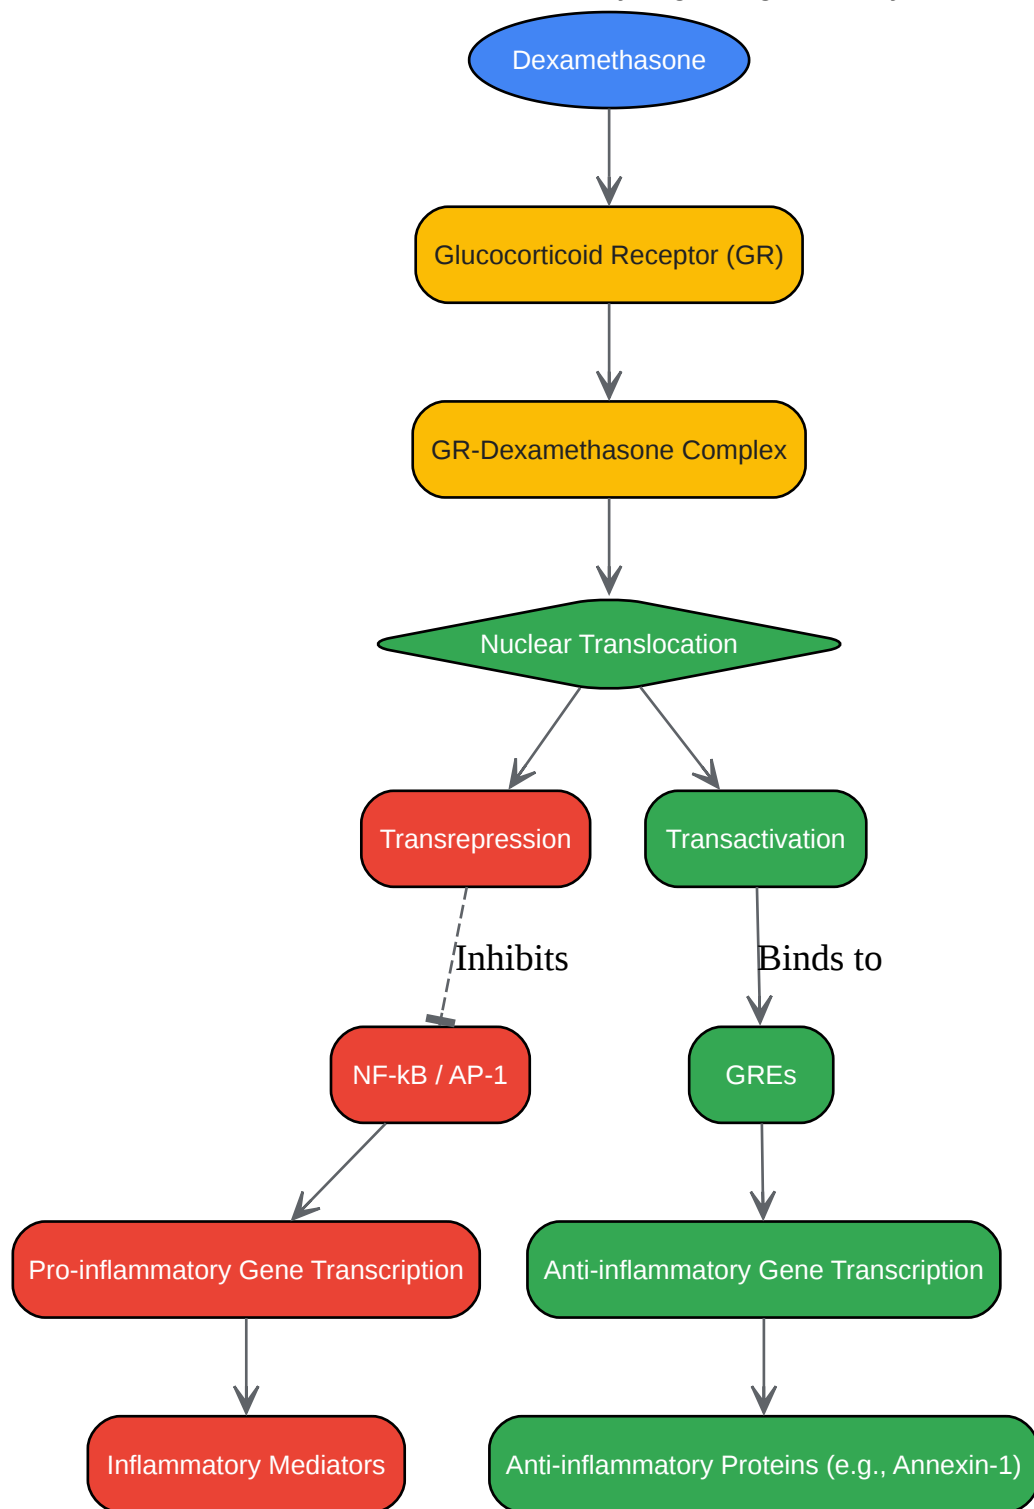 Dexamethasone
Glucocorticoid Receptor (GR)
GR-Dexamethasone Complex
Nuclear Translocation
Transrepression
Transactivation
Inhibits
Binds to
NF-kB / AP-1
GREs
Pro-inflammatory Gene Transcription
Anti-inflammatory Gene Transcription
Inflammatory Mediators
Anti-inflammatory Proteins (e.g., Annexin-1)